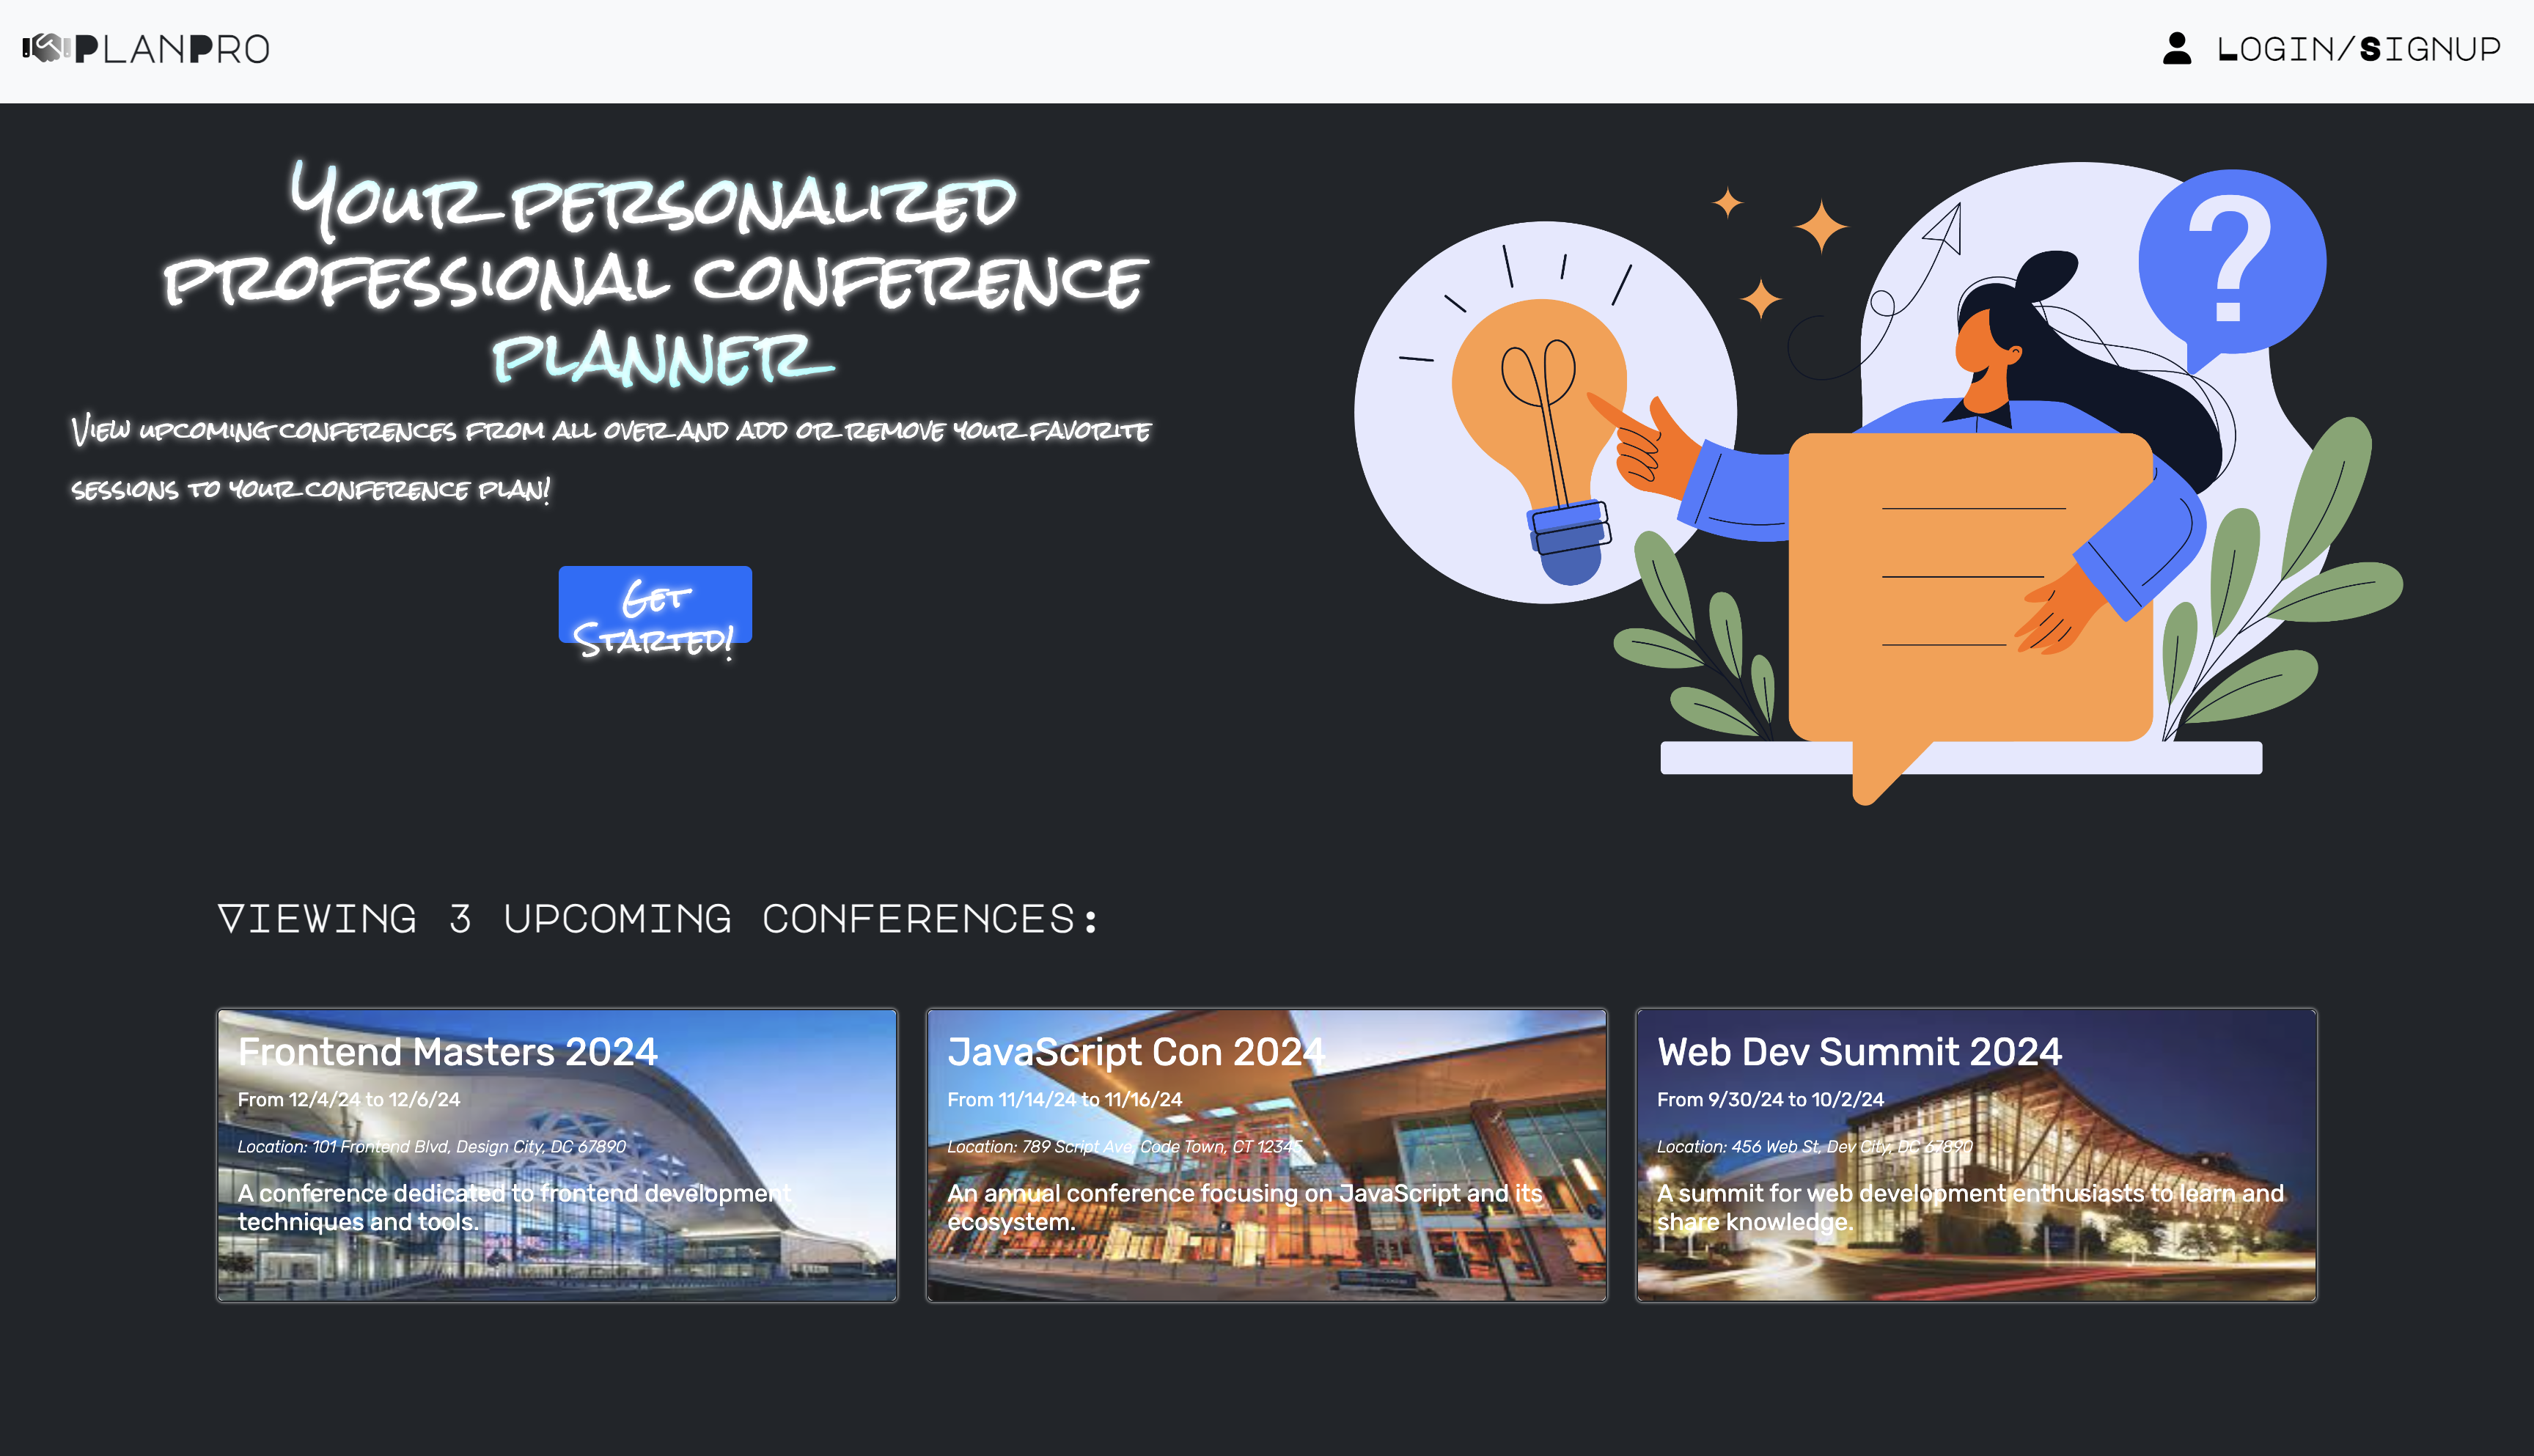 PLANPRO
LOGIN/SIGNUP
Your personalized
professional conference
planner
View upcoming conferences from all over and add or remove your favorite
sessions to your conference plan!
?
Get
Started!
VIEWING 3 UPCOMING CONFERENCES:
Frontend Masters 2024
From 12/4/24 to 12/6/24
Location: 101 Frontend Blvd, Design City, DC 67890
A conference dedicated to frontend development
techniques and tools.
JavaScript Con 2024
From 11/14/24 to 11/16/24
Location: 789 Script Ave, Code Town, CT 12345
An annual conference focusing on JavaScript and its
ecosystem.
Web Dev Summit 2024
From 9/30/24 to 10/2/24
Location: 456 Web St, Dev City, DC 67890
A summit for web development enthusiasts to learn and
share knowledge.